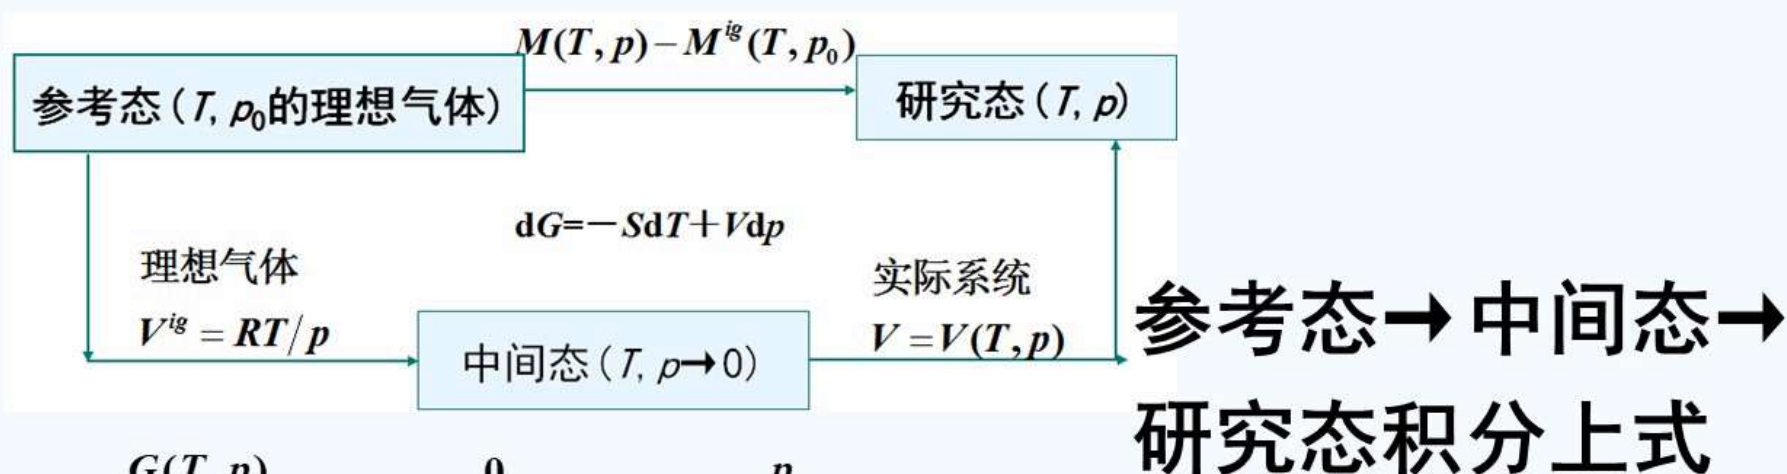 M(T, p) − M^{ig}(T, p₀)
参考态(T, p₀的理想气体)
研究态(T, p)
dG=−SdT+Vdp
理想气体
V^{ig} = RT/p
实际系统
V=V(T,p)
中间态(T, p→0)
参考态→中间态→
研究态积分上式
G(T, p) 0 p